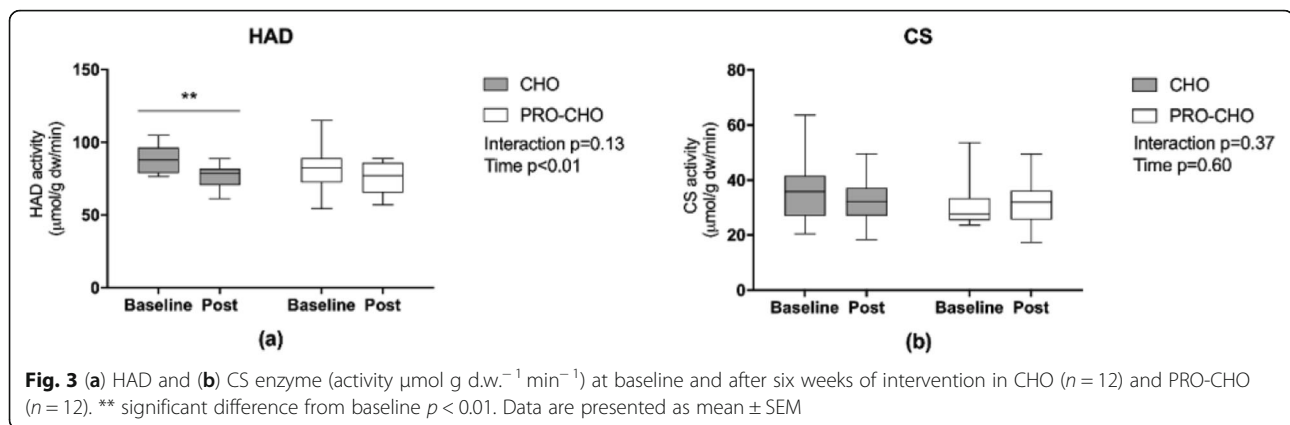 HAD
150
100
50
0
HAD activity
(μmol/g dw/min)
**
Baseline Post Baseline Post
CHO
PRO-CHO
Interaction p=0.13
Time p<0.01
(a)
CS
80
60
40
20
0
CS activity
(μmol/g dw/min)
Baseline Post Baseline Post
CHO
PRO-CHO
Interaction p=0.37
Time p=0.60
(b)
Fig. 3 (a) HAD and (b) CS enzyme (activity μmol g d.w.⁻¹ min⁻¹) at baseline and after six weeks of intervention in CHO (n = 12) and PRO-CHO
(n = 12). ** significant difference from baseline p < 0.01. Data are presented as mean ± SEM